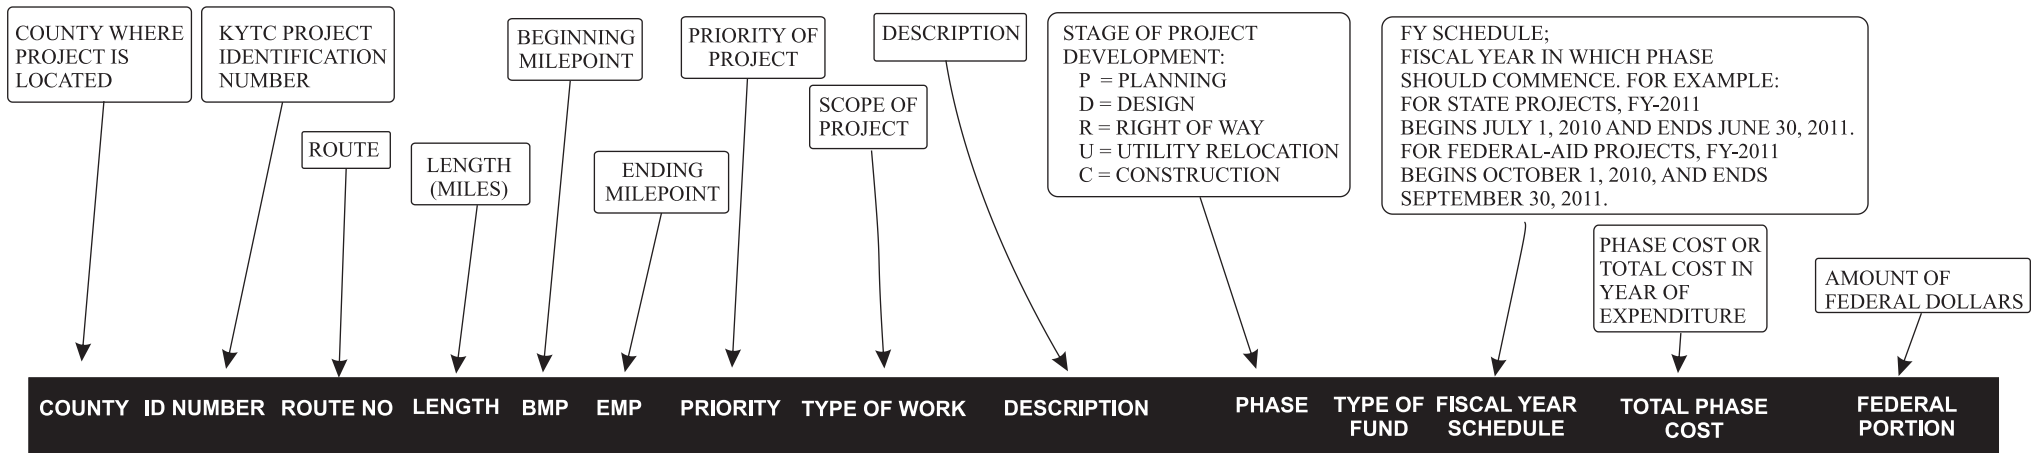 COUNTY WHERE
PROJECT IS
LOCATED
KYTC PROJECT
IDENTIFICATION
NUMBER
ROUTE
LENGTH
(MILES)
BEGINNING
MILEPOINT
ENDING
MILEPOINT
PRIORITY OF
PROJECT
SCOPE OF
PROJECT
DESCRIPTION
STAGE OF PROJECT
DEVELOPMENT:
P = PLANNING
D = DESIGN
R = RIGHT OF WAY
U = UTILITY RELOCATION
C = CONSTRUCTION
FY SCHEDULE;
FISCAL YEAR IN WHICH PHASE
SHOULD COMMENCE. FOR EXAMPLE:
FOR STATE PROJECTS, FY-2011
BEGINS JULY 1, 2010 AND ENDS JUNE 30, 2011.
FOR FEDERAL-AID PROJECTS, FY-2011
BEGINS OCTOBER 1, 2010, AND ENDS
SEPTEMBER 30, 2011.
PHASE COST OR
TOTAL COST IN
YEAR OF
EXPENDITURE
AMOUNT OF
FEDERAL DOLLARS
COUNTY
ID NUMBER
ROUTE NO
LENGTH
BMP
EMP
PRIORITY
TYPE OF WORK
DESCRIPTION
PHASE
TYPE OF
FUND
FISCAL YEAR
SCHEDULE
TOTAL PHASE
COST
FEDERAL
PORTION